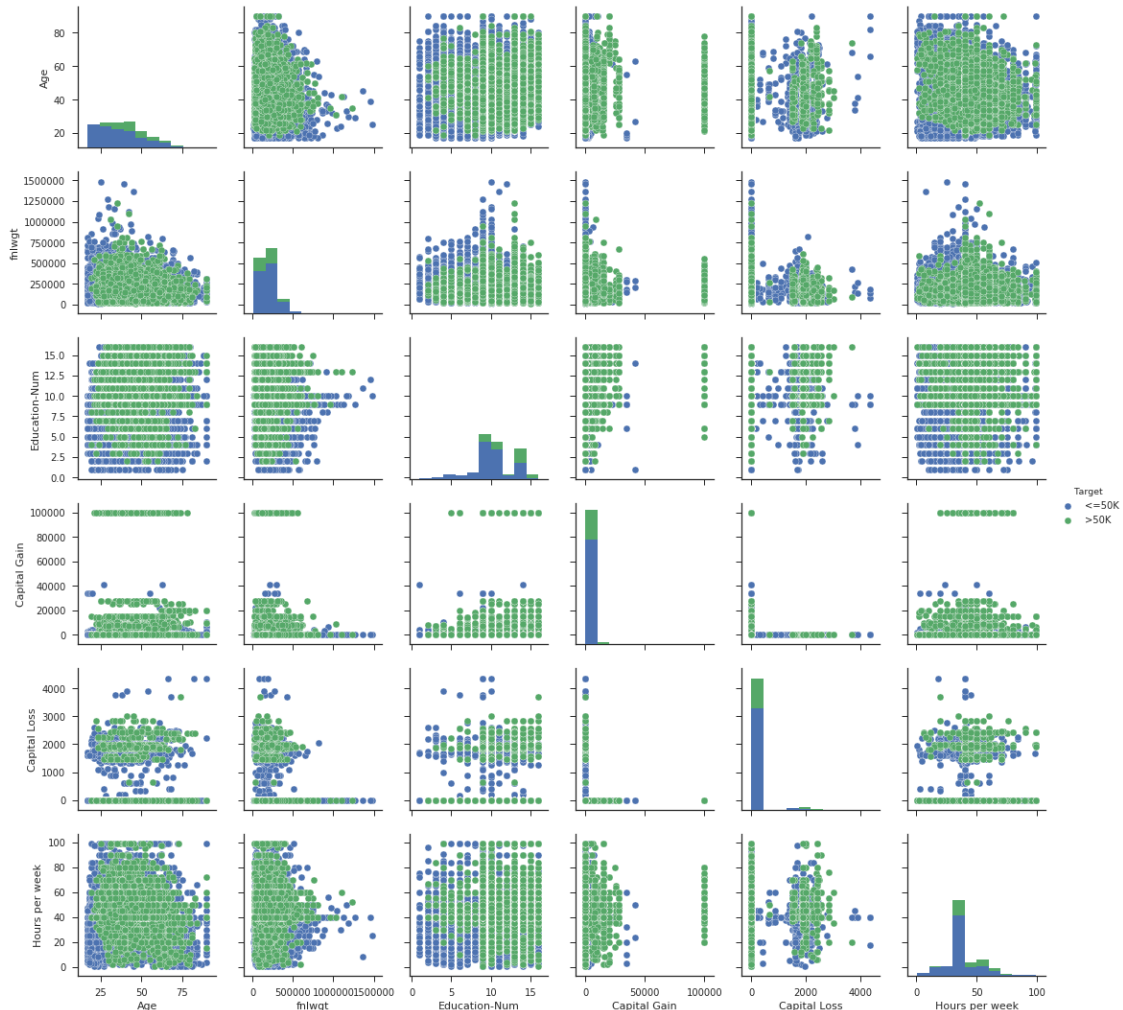 80
60
40
20
Age
1500000
1250000
1000000
750000
500000
250000
0
fnlwgt
15.0
12.5
10.0
7.5
5.0
2.5
0.0
Education-Num
Target
<=50K
>50K
100000
80000
60000
40000
20000
0
Capital Gain
4000
3000
2000
1000
0
Capital Loss
100
80
60
40
20
0
Hours per week
25 50 75
0 500000 1000000 1500000
0 5 10 15
0 50000 100000
0 2000 4000
0 50 100
Age fnlwgt Education-Num Capital Gain Capital Loss Hours per week